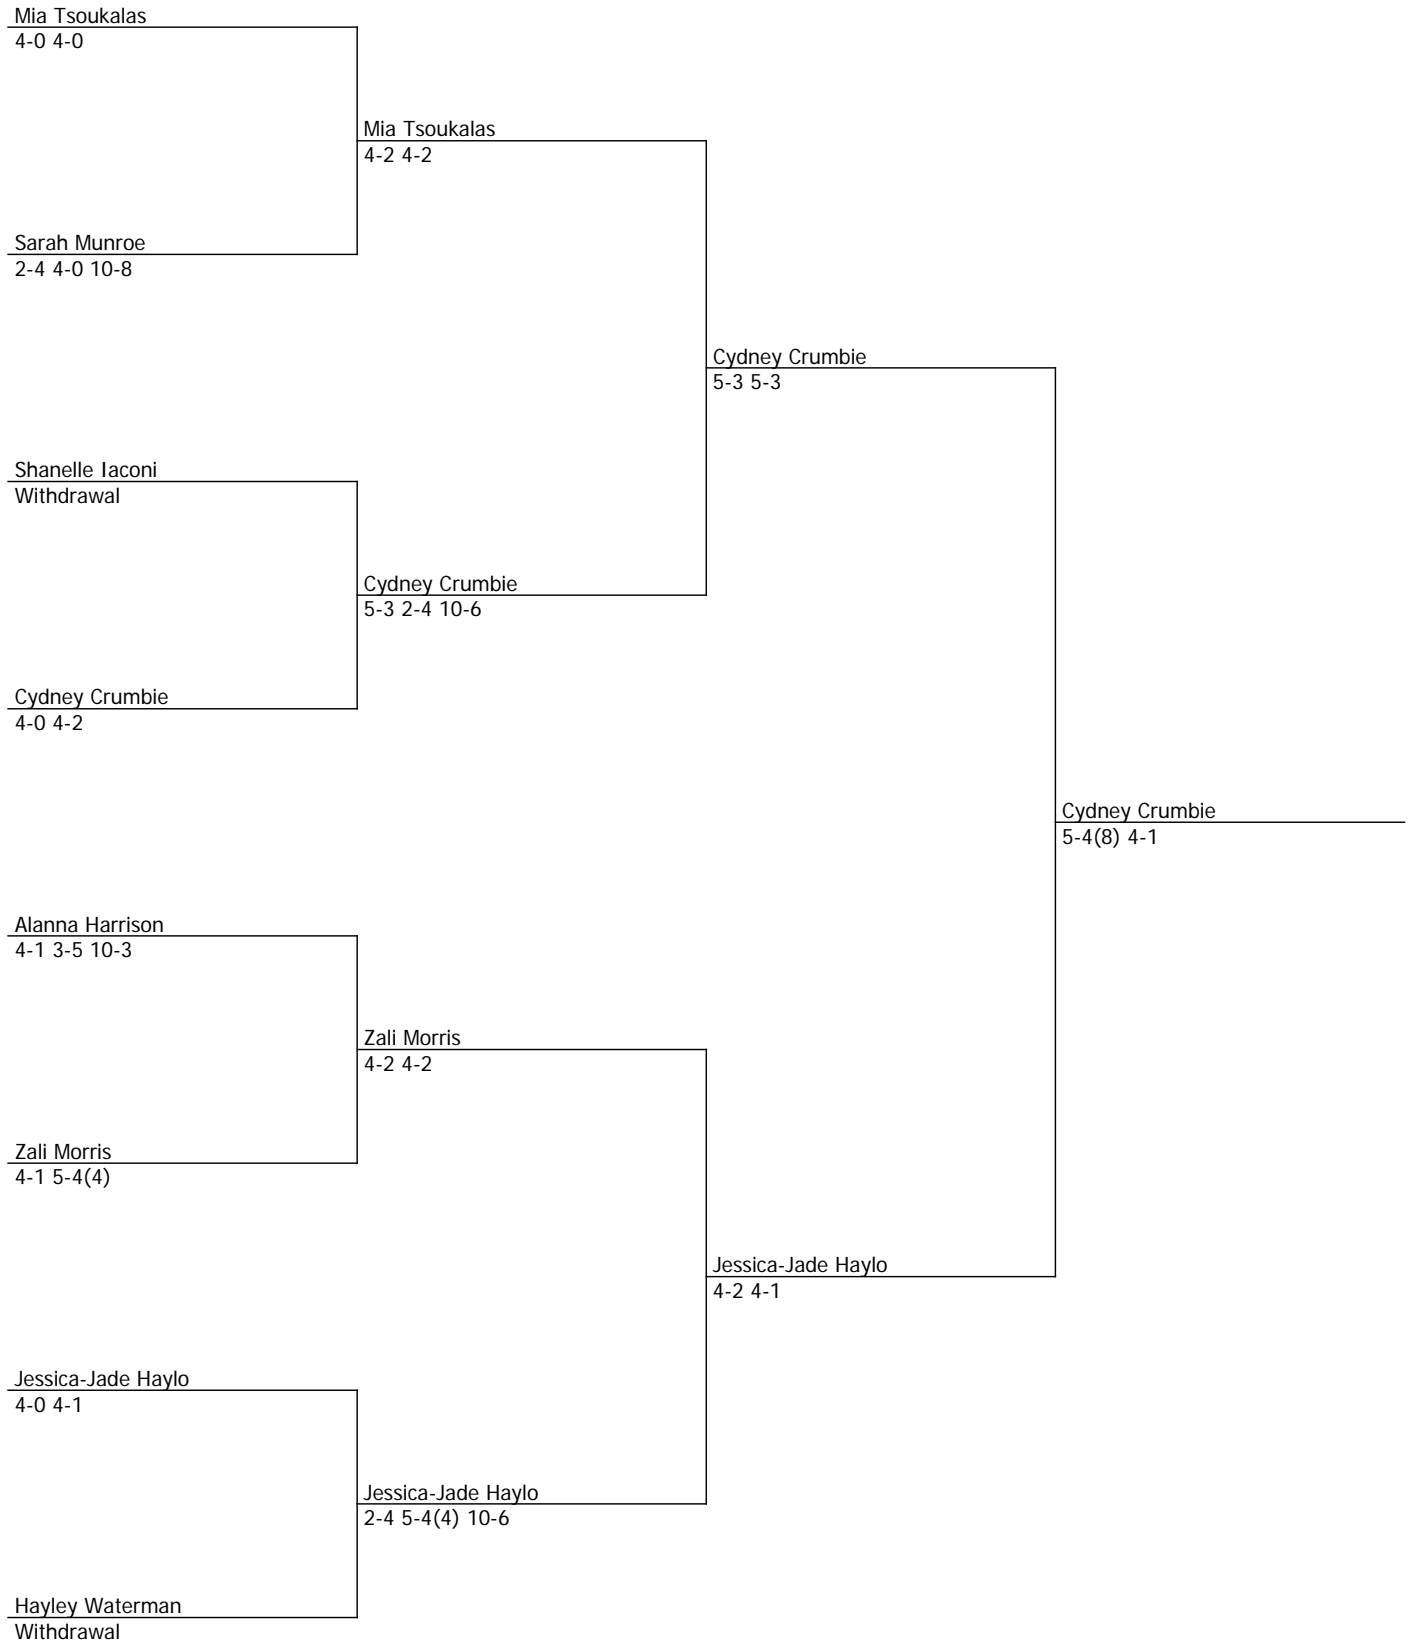 Mia Tsoukalas
4-0 4-0
Mia Tsoukalas
4-2 4-2
Sarah Munroe
2-4 4-0 10-8
Cydney Crumbie
5-3 5-3
Shanelle Iaconi
Withdrawal
Cydney Crumbie
5-3 2-4 10-6
Cydney Crumbie
4-0 4-2
Cydney Crumbie
5-4(8) 4-1
Alanna Harrison
4-1 3-5 10-3
Zali Morris
4-2 4-2
Zali Morris
4-1 5-4(4)
Jessica-Jade Haylo
4-2 4-1
Jessica-Jade Haylo
4-0 4-1
Jessica-Jade Haylo
2-4 5-4(4) 10-6
Hayley Waterman
Withdrawal